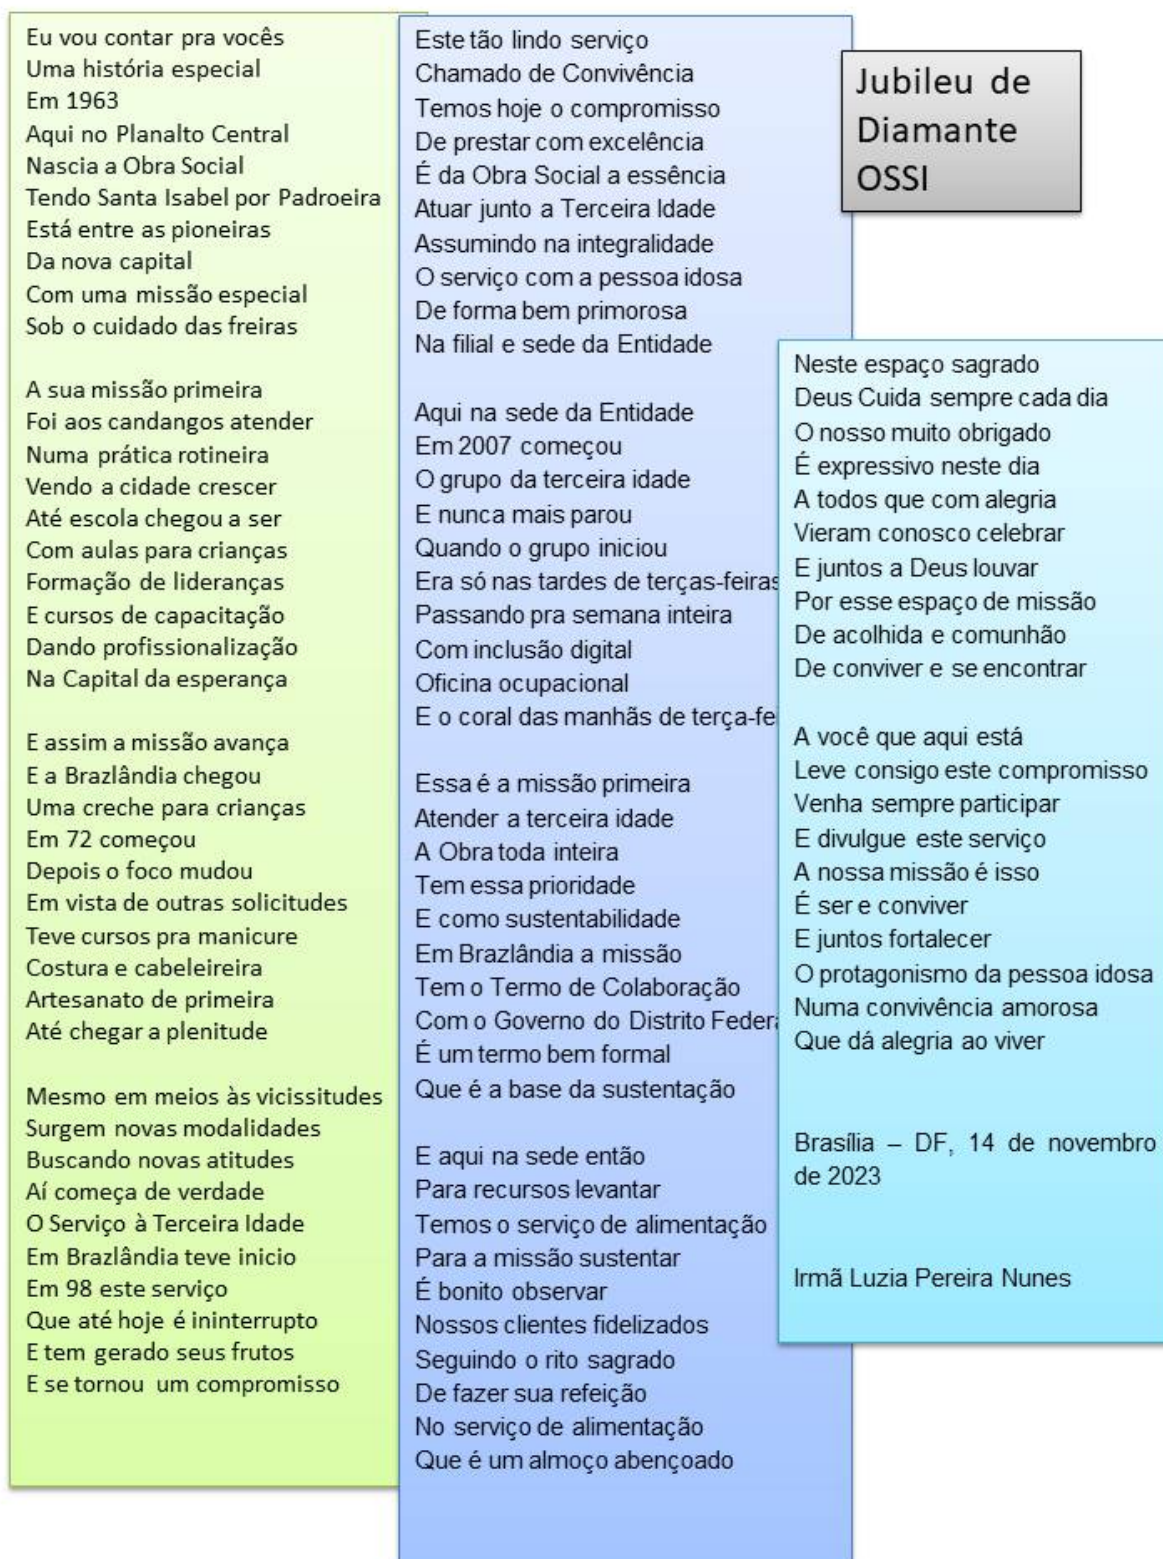 Eu vou contar pra vocês
Uma história especial
Em 1963
Aqui no Planalto Central
Nascia a Obra Social
Tendo Santa Isabel por Padroeira
Está entre as pioneiras
Da nova capital
Com uma missão especial
Sob o cuidado das freiras
A sua missão primeira
Foi aos candangos atender
Numa prática rotineira
Vendo a cidade crescer
Até escola chegou a ser
Com aulas para crianças
Formação de lideranças
E cursos de capacitação
Dando profissionalização
Na Capital da esperança
E assim a missão avança
E a Brazlândia chegou
Uma creche para crianças
Em 72 começou
Depois o foco mudou
Em vista de outras solicitudes
Teve cursos pra manicure
Costura e cabeleireira
Artesanato de primeira
Até chegar a plenitude
Mesmo em meios às vicissitudes
Surgem novas modalidades
Buscando novas atitudes
Aí começa de verdade
O Serviço à Terceira Idade
Em Brazlândia teve inicio
Em 98 este serviço
Que até hoje é ininterrupto
E tem gerado seus frutos
E se tornou um compromisso
Este tão lindo serviço
Chamado de Convivência
Temos hoje o compromisso
De prestar com excelência
É da Obra Social a essência
Atuar junto a Terceira Idade
Assumindo na integralidade
O serviço com a pessoa idosa
De forma bem primorosa
Na filial e sede da Entidade
Aqui na sede da Entidade
Em 2007 começou
O grupo da terceira idade
E nunca mais parou
Quando o grupo iniciou
Era só nas tardes de terças-feiras
Passando pra semana inteira
Com inclusão digital
Oficina ocupacional
E o coral das manhãs de terça-fe
Essa é a missão primeira
Atender a terceira idade
A Obra toda inteira
Tem essa prioridade
E como sustentabilidade
Em Brazlândia a missão
Tem o Termo de Colaboração
Com o Governo do Distrito Federa
É um termo bem formal
Que é a base da sustentação
E aqui na sede então
Para recursos levantar
Temos o serviço de alimentação
Para a missão sustentar
É bonito observar
Nossos clientes fidelizados
Seguindo o rito sagrado
De fazer sua refeição
No serviço de alimentação
Que é um almoço abençoado
Jubileu de
Diamante
OSSI
Neste espaço sagrado
Deus Cuida sempre cada dia
O nosso muito obrigado
É expressivo neste dia
A todos que com alegria
Vieram conosco celebrar
E juntos a Deus louvar
Por esse espaço de missão
De acolhida e comunhão
De conviver e se encontrar
A você que aqui está
Leve consigo este compromisso
Venha sempre participar
E divulgue este serviço
A nossa missão é isso
É ser e conviver
E juntos fortalecer
O protagonismo da pessoa idosa
Numa convivência amorosa
Que dá alegria ao viver
Brasília – DF, 14 de novembro
de 2023
Irmã Luzia Pereira Nunes